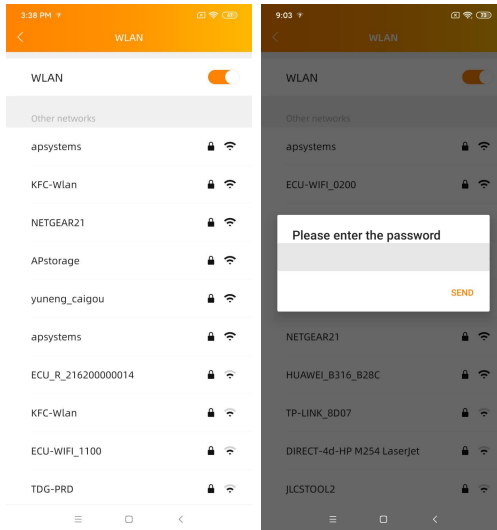 3:38 PM
67
WLAN
WLAN
Other networks
apsystems
KFC-Wlan
NETGEAR21
APstorage
yuneng_caigou
apsystems
ECU_R_216200000014
KFC-Wlan
ECU-WIFI_1100
TDG-PRD
9:03
73
WLAN
WLAN
Other networks
apsystems
ECU-WIFI_0200
Please enter the password
SEND
NETGEAR21
HUAWEI_B316_B28C
TP-LINK_8D07
DIRECT-4d-HP M254 LaserJet
JLCSTOOL2